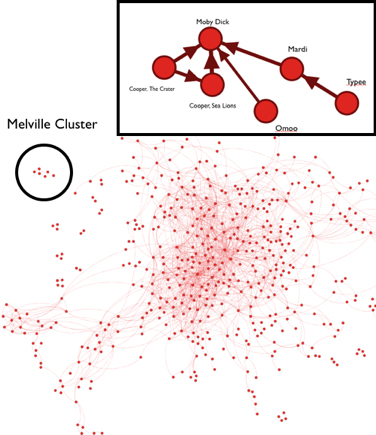 Moby Dick
Mardi
Cooper, The Crater
Typee
Cooper, Sea Lions
Omoo
Melville Cluster